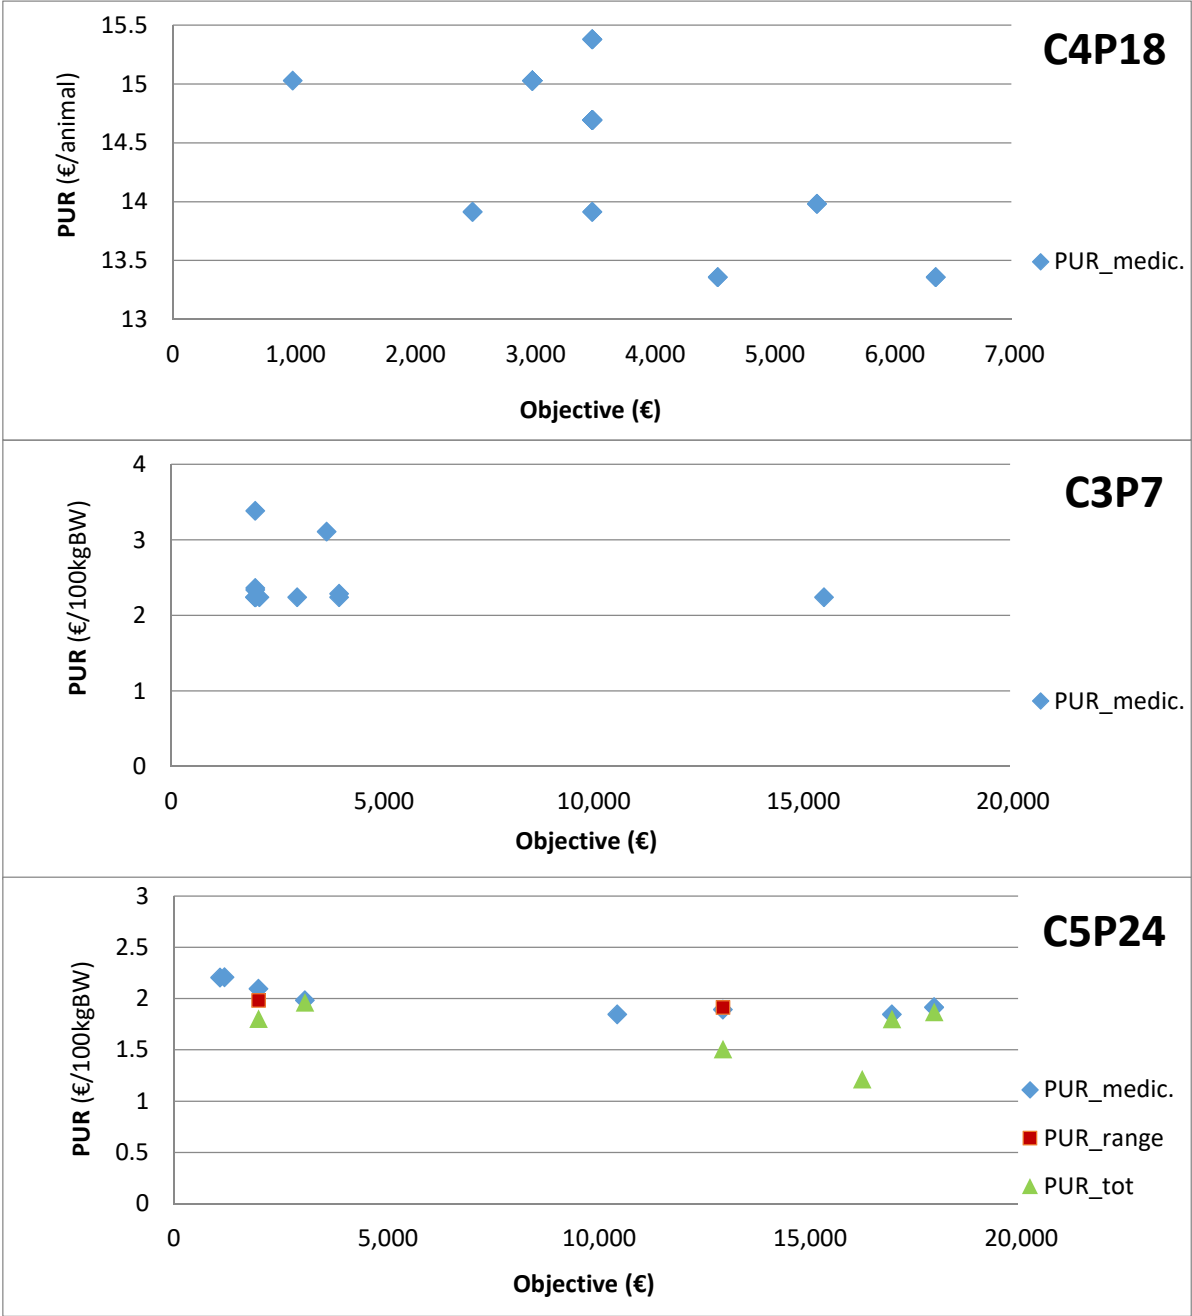 C4P18
PUR (€/animal)
15.5
15
14.5
14
13.5
13
0 1,000 2,000 3,000 4,000 5,000 6,000 7,000
Objective (€)
PUR_medic.
C3P7
PUR (€/100kgBW)
4
3
2
1
0
0 5,000 10,000 15,000 20,000
Objective (€)
PUR_medic.
C5P24
PUR (€/100kgBW)
3
2.5
2
1.5
1
0.5
0
0 5,000 10,000 15,000 20,000
Objective (€)
PUR_medic.
PUR_range
PUR_tot